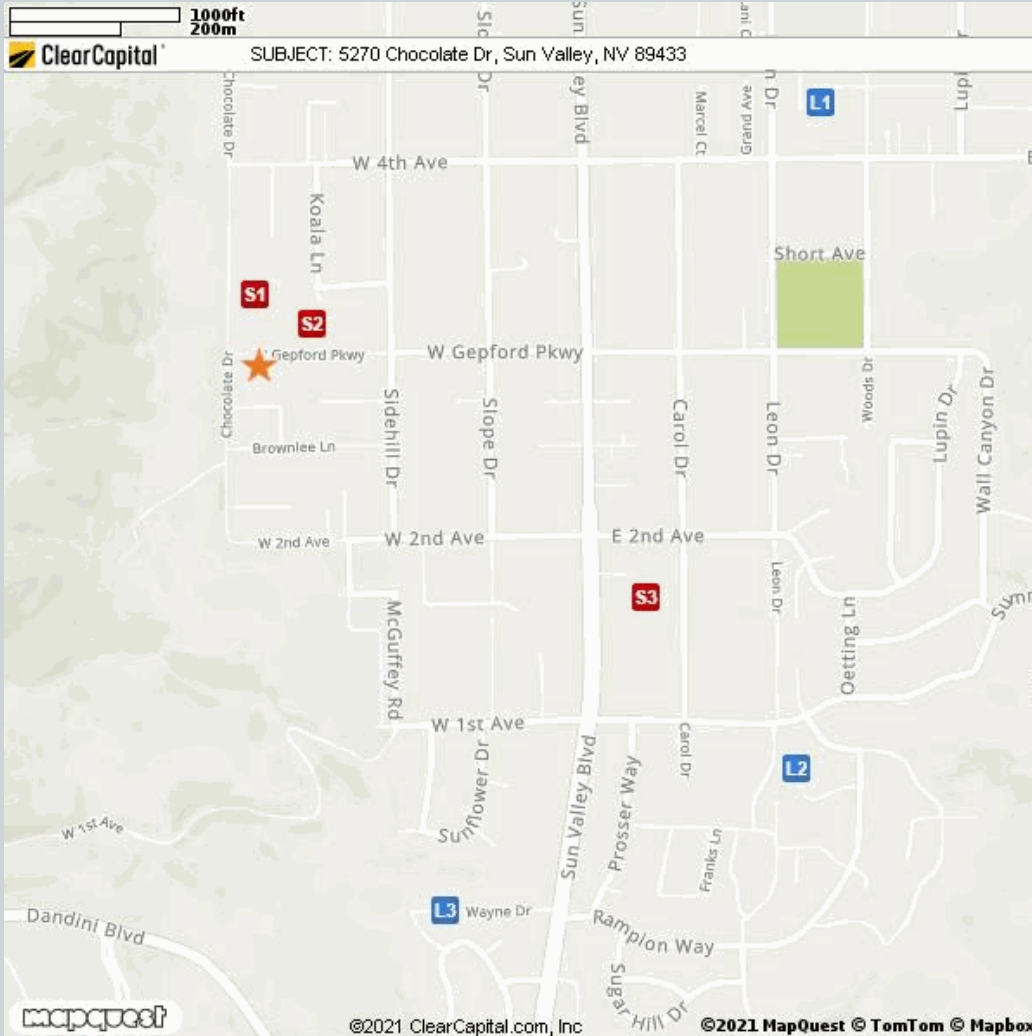 1000ft
200m
ClearCapital
SUBJECT: 5270 Chocolate Dr, Sun Valley, NV 89433
Dr
ey Blvd
Chocolate Dr
Marcel Ct
Grand Ave
n Dr
L1
W 4th Ave
Koala Ln
Short Ave
S1
S2
Gepford Pkwy
W Gepford Pkwy
Chocolate Dr
Sidehill Dr
Slope Dr
Carol Dr
Leon Dr
Woods Dr
Lupin Dr
Wall Canyon Dr
Brownlee Ln
W 2nd Ave
W 2nd Ave
E 2nd Ave
Leon Dr
S3
McGuffey Rd
Oetting Ln
W 1st Ave
Carol Dr
L2
Sun Valley Blvd
Prosser Way
Sunflower Dr
W 1st Ave
Franks Ln
L3
Wayne Dr
Rampion Way
Dandini Blvd
Sugar Hill Dr
mapquest
©2021 ClearCapital.com, Inc
©2021 MapQuest © TomTom © Mapbox